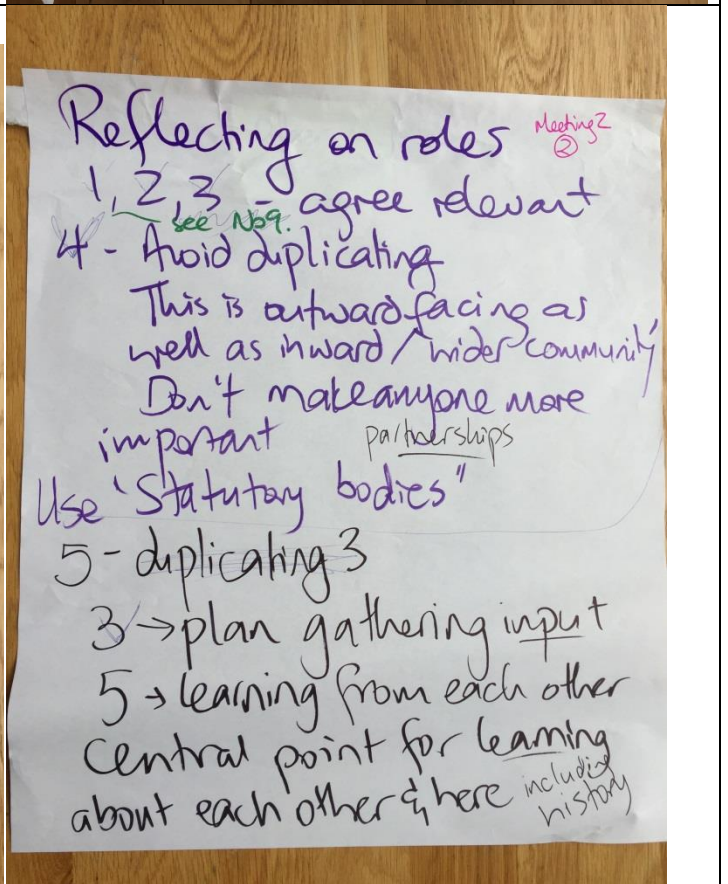 Reflecting on roles
Meeting 2
②
1, 2, 3 - agree relevant
see No9.
4 - Avoid duplicating
This is outward facing as
well as inward / wider community
Don't make anyone more
important
partnerships
Use "Statutory bodies"
5 - duplicating 3
3 → plan gathering input
5 → learning from each other
central point for learning
about each other & here
including
history